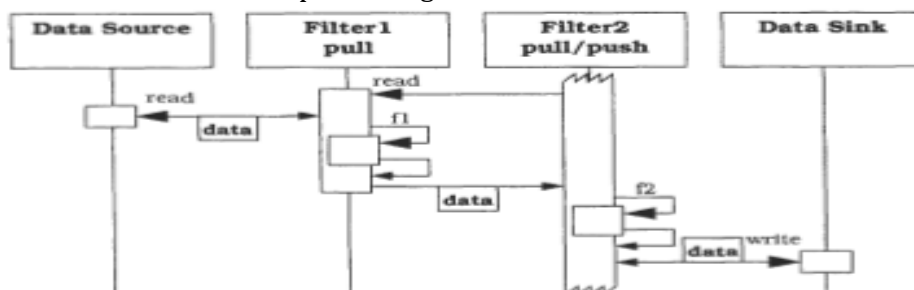 Data Source
Filter1
pull
Filter2
pull/push
Data Sink
read
read
data
f1
data
f2
data
write